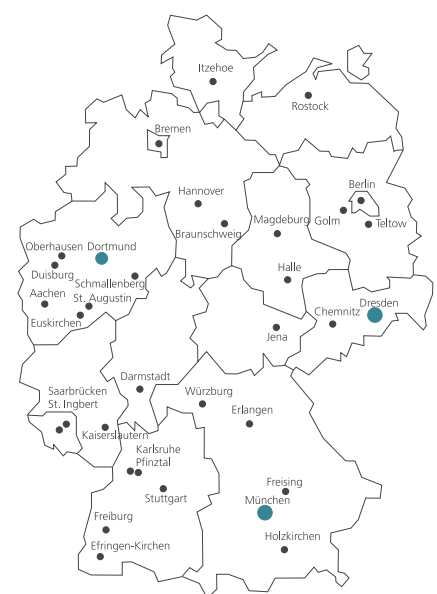 Itzehoe
Rostock
Bremen
Hannover
Berlin
Magdeburg
Golm
Teltow
Braunschweig
Oberhausen
Dortmund
Duisburg
Schmallenberg
Halle
Aachen
St. Augustin
Dresden
Chemnitz
Euskirchen
Jena
Darmstadt
Saarbrücken
St. Ingbert
Würzburg
Erlangen
Kaiserslautern
Karlsruhe
Pfinztal
Stuttgart
Freising
München
Freiburg
Holzkirchen
Efringen-Kirchen